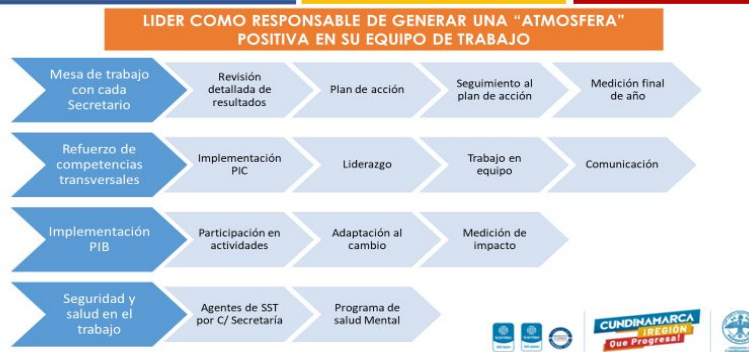 LIDER COMO RESPONSABLE DE GENERAR UNA “ATMOSFERA”
POSITIVA EN SU EQUIPO DE TRABAJO
Mesa de trabajo
con cada
Secretario
Revisión
detallada de
resultados
Plan de acción
Seguimiento al
plan de acción
Medición final
de año
Refuerzo de
competencias
transversales
Implementación
PIC
Liderazgo
Trabajo en
equipo
Comunicación
Implementación
PIB
Participación en
actividades
Adaptación al
cambio
Medición de
impacto
Seguridad y
salud en el
trabajo
Agentes de SST
por C/ Secretaría
Programa de
salud Mental
CUNDINAMARCA
¡REGIÓN
Que Progresa!